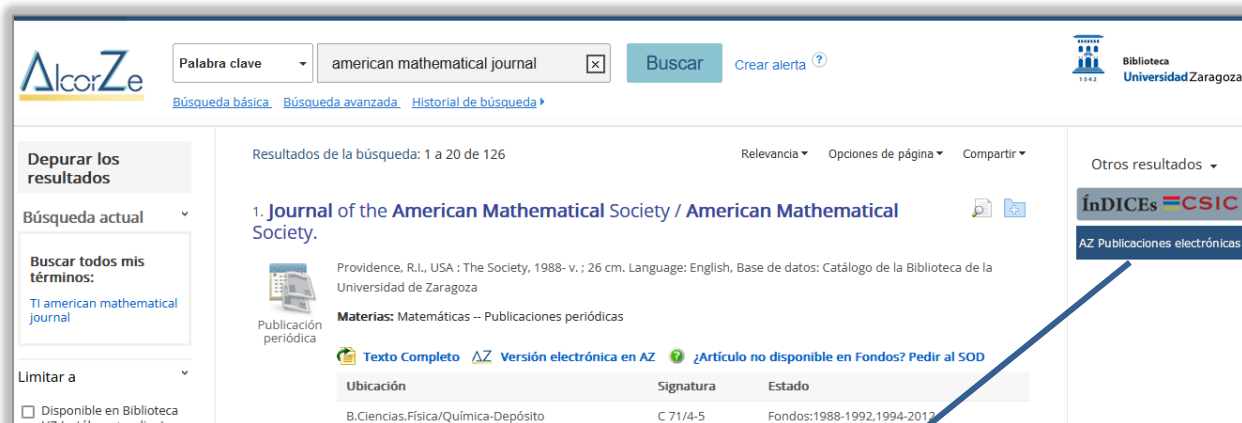 AlcorZe
Palabra clave
american mathematical journal
Buscar
Crear alerta ?
Búsqueda básica Búsqueda avanzada Historial de búsqueda
1542
Biblioteca
Universidad Zaragoza
Depurar los
resultados
Búsqueda actual
Buscar todos mis
términos:
TI american mathematical
journal
Limitar a
Disponible en Biblioteca
Resultados de la búsqueda: 1 a 20 de 126
Relevancia Opciones de página Compartir
1. Journal of the American Mathematical Society / American Mathematical
Society.
Publicación
periódica
Providence, R.I., USA : The Society, 1988- v. ; 26 cm. Language: English, Base de datos: Catálogo de la Biblioteca de la
Universidad de Zaragoza
Materias: Matemáticas -- Publicaciones periódicas
Texto Completo AZ Versión electrónica en AZ ? ¿Artículo no disponible en Fondos? Pedir al SOD
Ubicación Signatura Estado
B.Ciencias.Física/Química-Depósito C 71/4-5 Fondos:1988-1992,1994-2012
Otros resultados
ÍnDICEs CSIC
AZ Publicaciones electrónicas